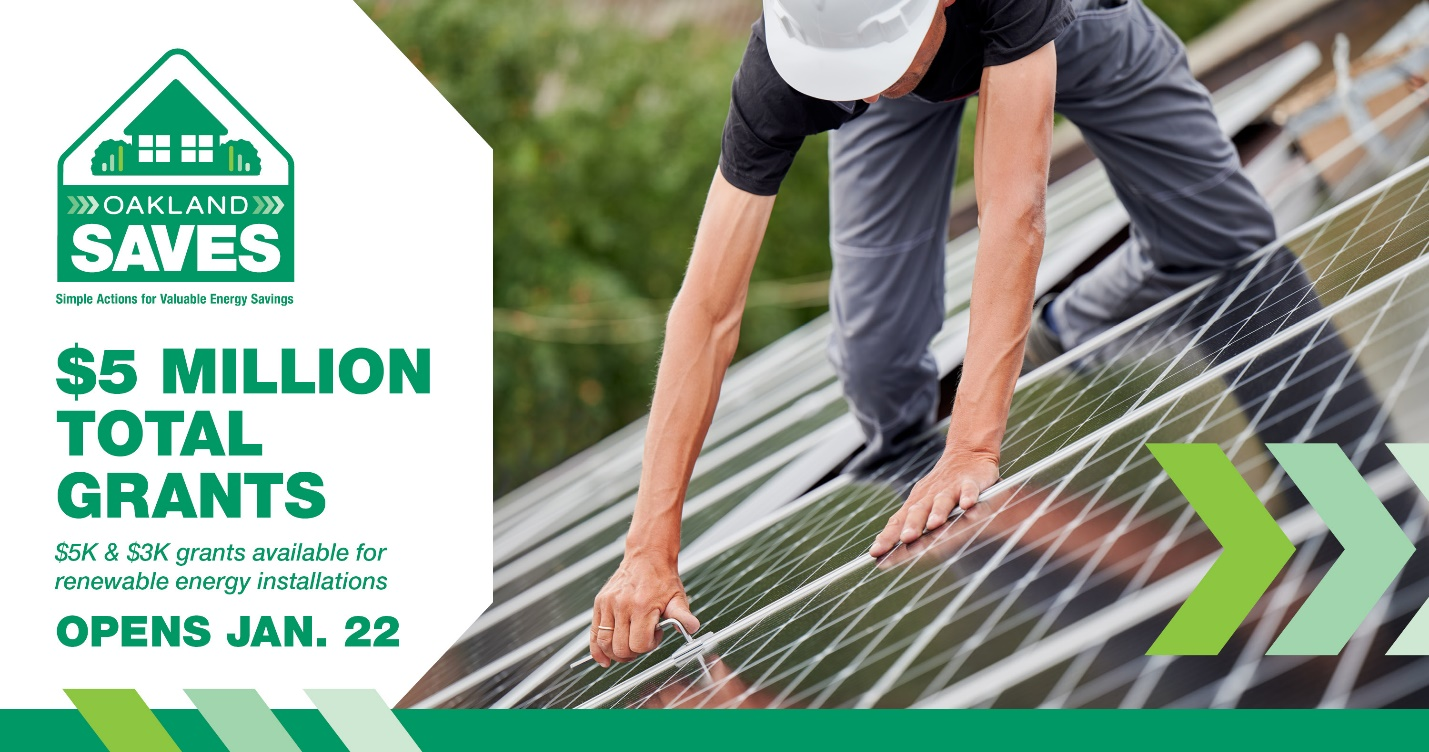 OAKLAND
SAVES
Simple Actions for Valuable Energy Savings
$5 MILLION
TOTAL
GRANTS
$5K & $3K grants available for
renewable energy installations
OPENS JAN. 22